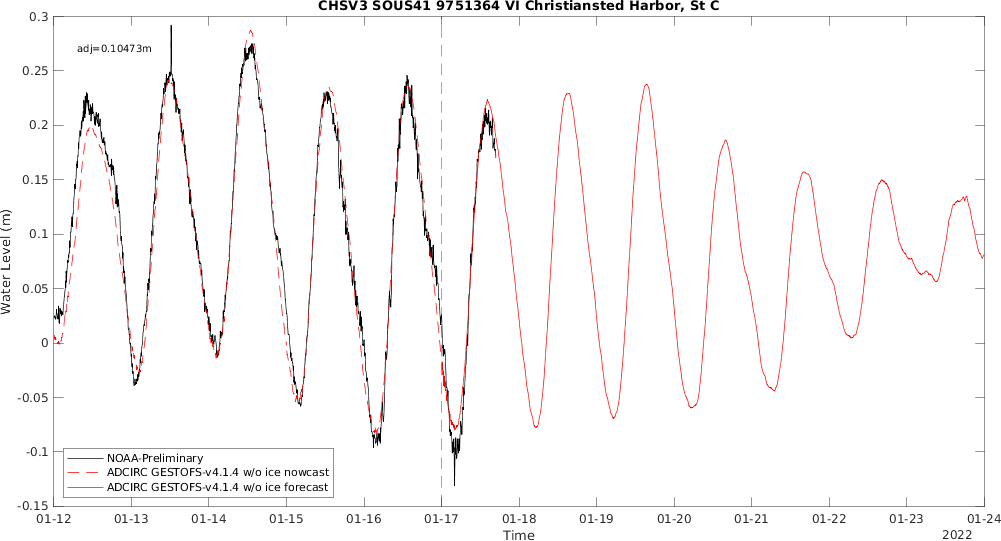 CHSV3 SOUS41 9751364 VI Christiansted Harbor, St C
adj=0.10473m
0.3
0.25
0.2
0.15
0.1
0.05
0
-0.05
-0.1
-0.15
Water Level (m)
NOAA-Preliminary
ADCIRC GESTOFS-v4.1.4 w/o ice nowcast
ADCIRC GESTOFS-v4.1.4 w/o ice forecast
01-12 01-13 01-14 01-15 01-16 01-17 01-18 01-19 01-20 01-21 01-22 01-23 01-24
Time
2022